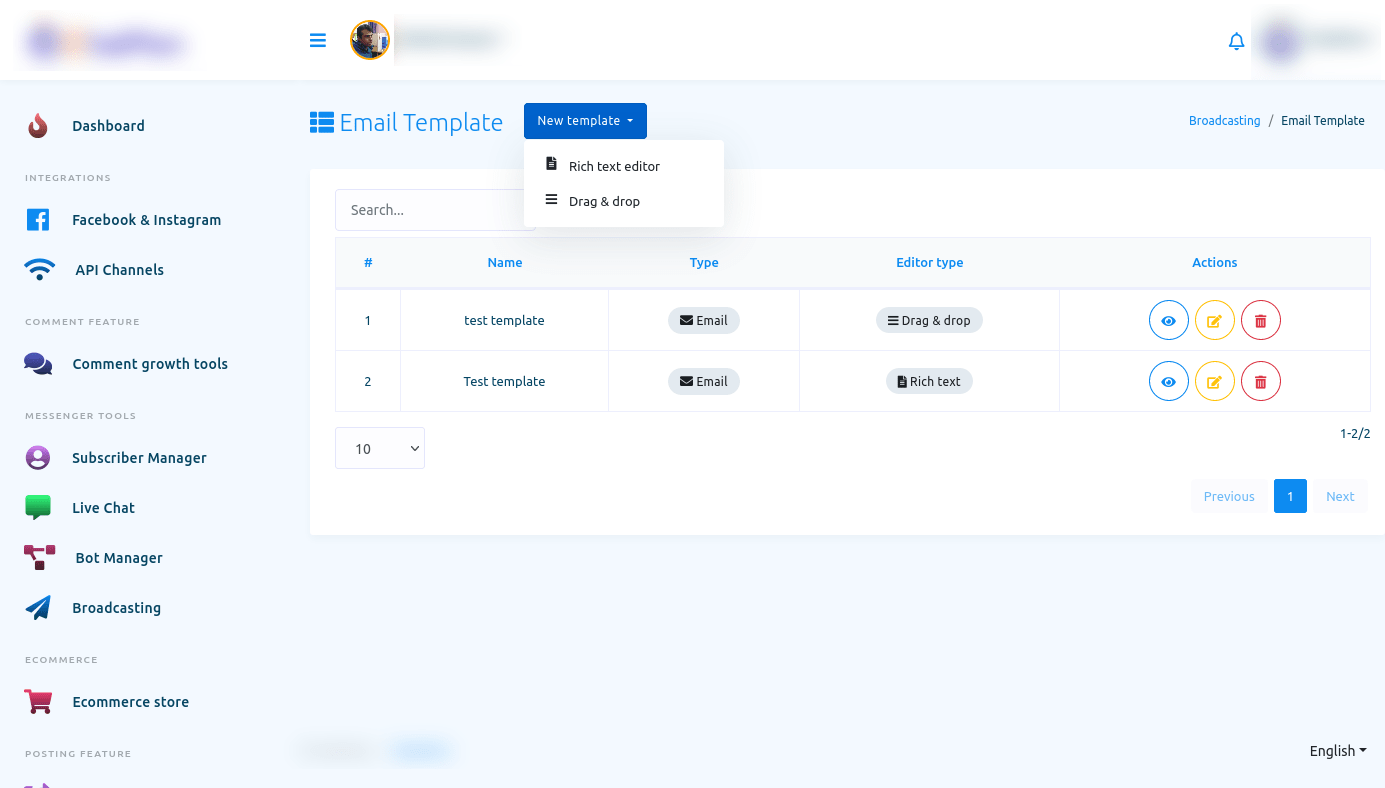 Dashboard
INTEGRATIONS
Facebook & Instagram
API Channels
COMMENT FEATURE
Comment growth tools
MESSENGER TOOLS
Subscriber Manager
Live Chat
Bot Manager
Broadcasting
ECOMMERCE
Ecommerce store
POSTING FEATURE
Email Template
New template
Broadcasting / Email Template
Rich text editor
Drag & drop
Search...
# Name Type Editor type Actions
1 test template Email Drag & drop
2 Test template Email Rich text
10
1-2/2
Previous 1 Next
English